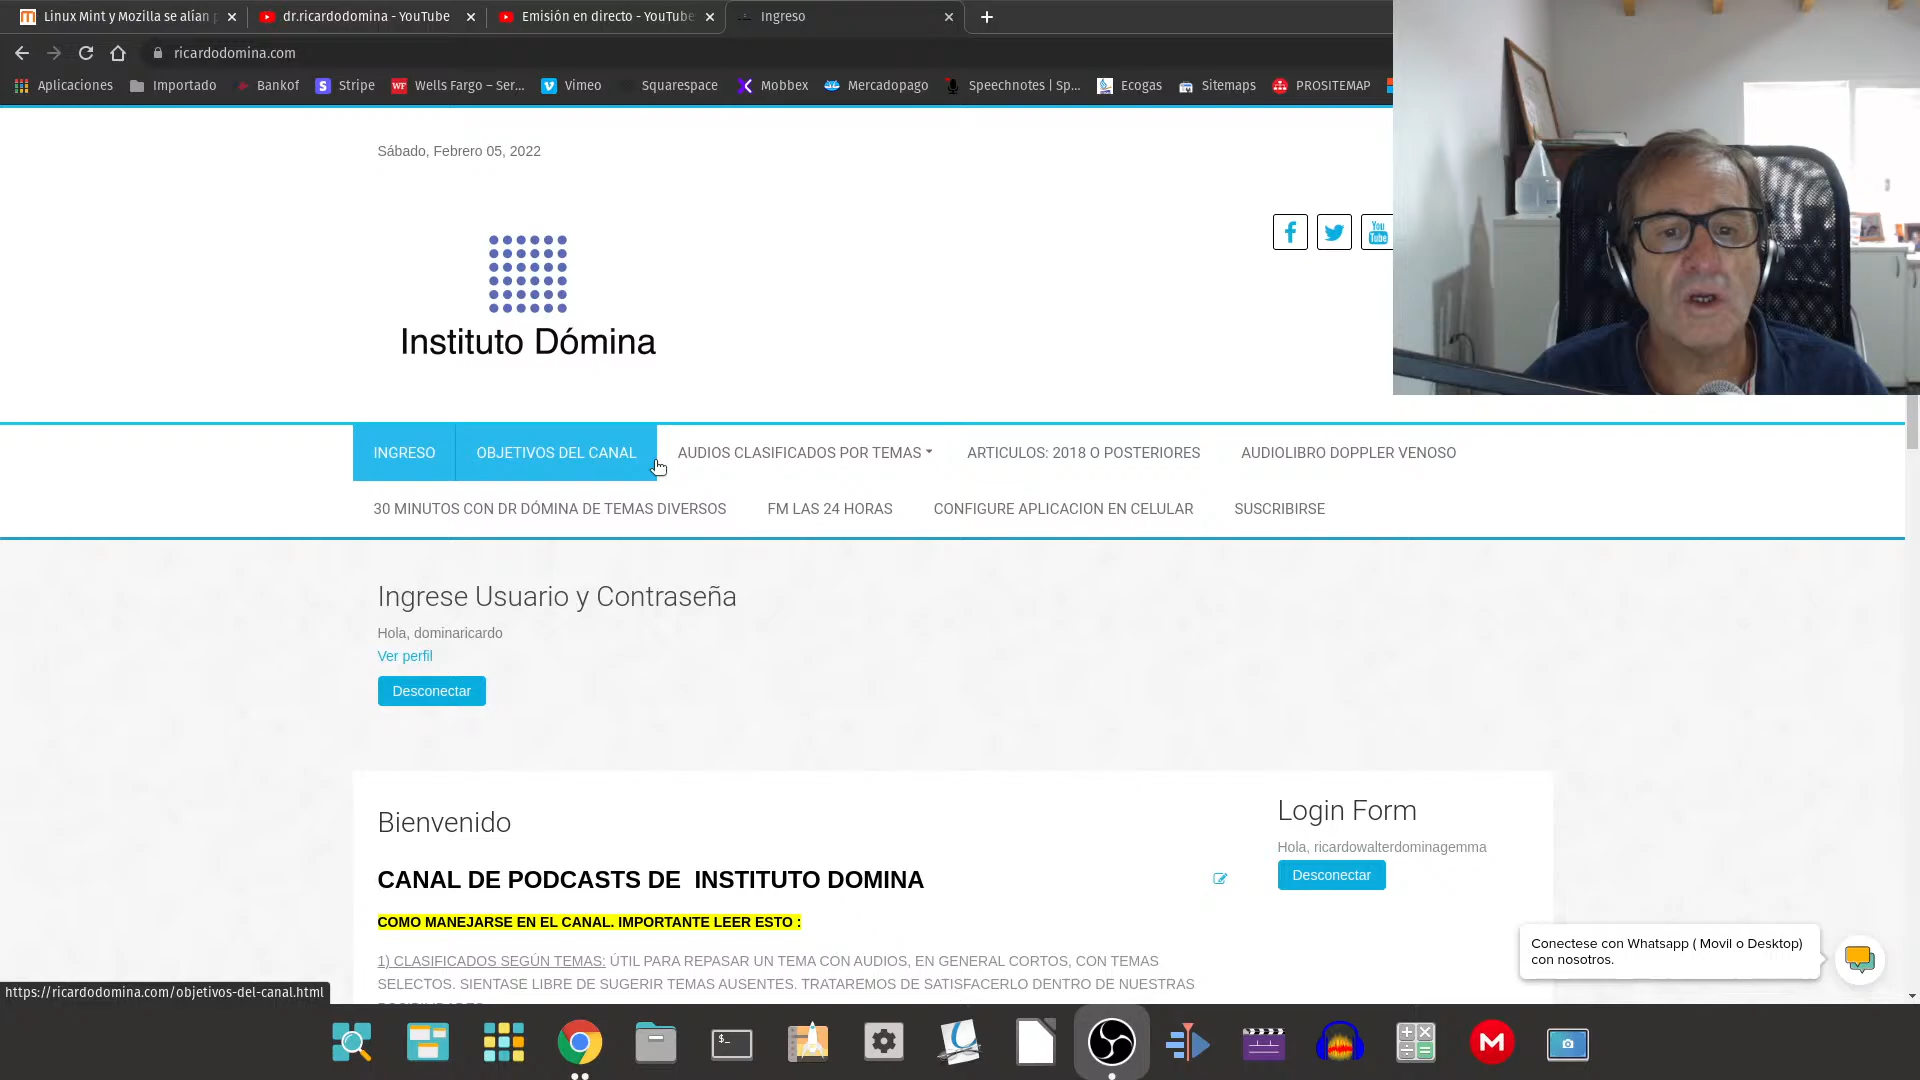 Linux Mint y Mozilla se alían
dr.ricardodomina - YouTube
Emisión en directo - YouTube
Ingreso
ricardodomina.com
Aplicaciones
Importado
Bankof
Stripe
Wells Fargo – Ser...
Vimeo
Squarespace
Mobbex
Mercadopago
Speechnotes | Sp...
Ecogas
Sitemaps
PROSITEMAP
Sábado, Febrero 05, 2022
You
Tube
Instituto Dómina
INGRESO
OBJETIVOS DEL CANAL
AUDIOS CLASIFICADOS POR TEMAS
ARTICULOS: 2018 O POSTERIORES
AUDIOLIBRO DOPPLER VENOSO
30 MINUTOS CON DR DÓMINA DE TEMAS DIVERSOS
FM LAS 24 HORAS
CONFIGURE APLICACION EN CELULAR
SUSCRIBIRSE
Ingrese Usuario y Contraseña
Hola, dominaricardo
Ver perfil
Desconectar
Bienvenido
CANAL DE PODCASTS DE INSTITUTO DOMINA
COMO MANEJARSE EN EL CANAL. IMPORTANTE LEER ESTO :
1) CLASIFICADOS SEGÚN TEMAS: ÚTIL PARA REPASAR UN TEMA CON AUDIOS, EN GENERAL CORTOS, CON TEMAS
SELECTOS. SIENTASE LIBRE DE SUGERIR TEMAS AUSENTES. TRATAREMOS DE SATISFACERLO DENTRO DE NUESTRAS
Login Form
Hola, ricardowalterdominagemma
Desconectar
Conectese con Whatsapp ( Movil o Desktop)
con nosotros.
https://ricardodomina.com/objetivos-del-canal.html